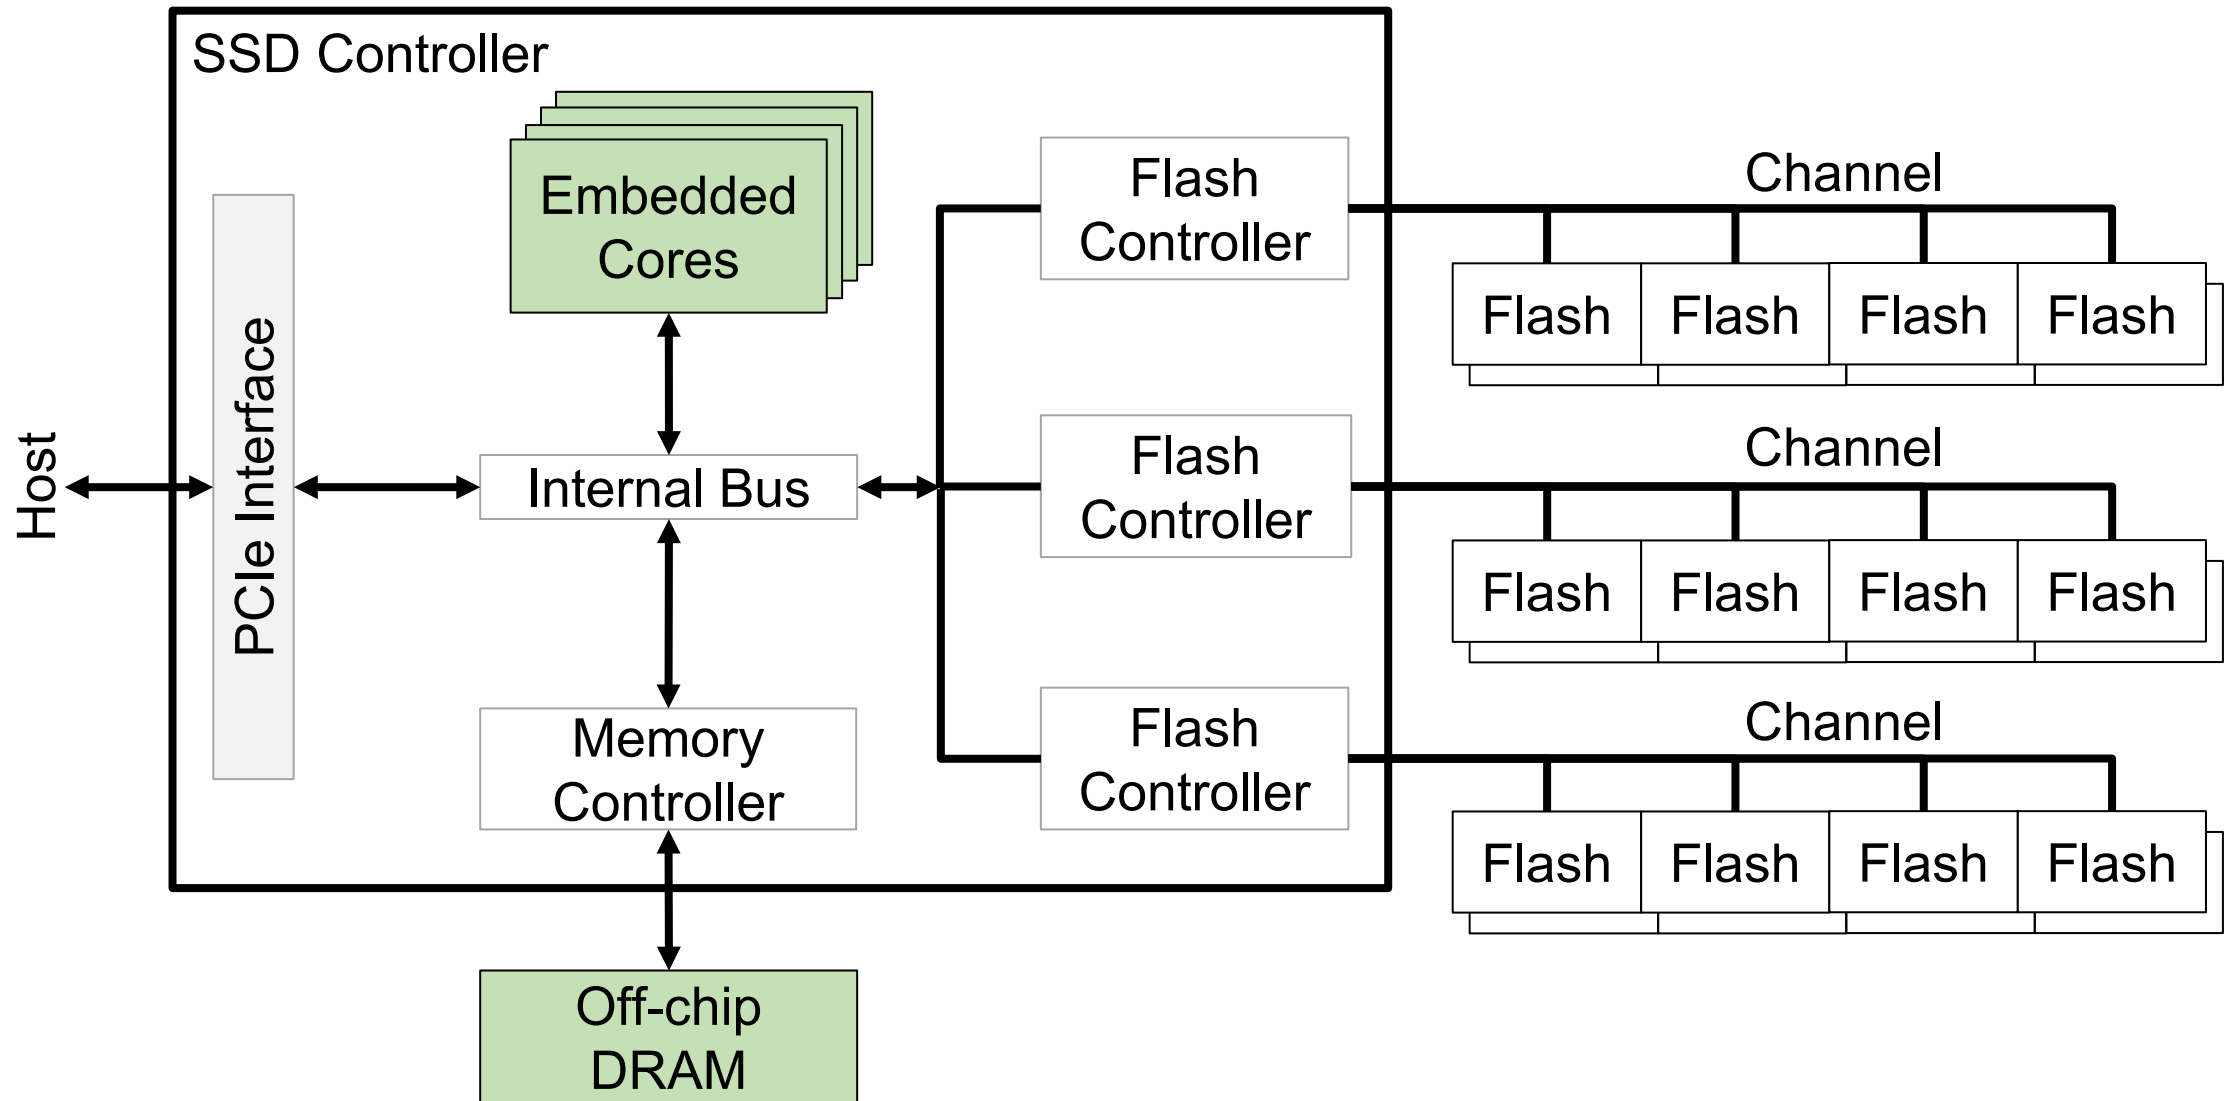 SSD Controller
Host
PCIe Interface
Embedded
Cores
Internal Bus
Memory
Controller
Off-chip
DRAM
Flash
Controller
Channel
Flash Flash Flash Flash
Flash
Controller
Channel
Flash Flash Flash Flash
Flash
Controller
Channel
Flash Flash Flash Flash